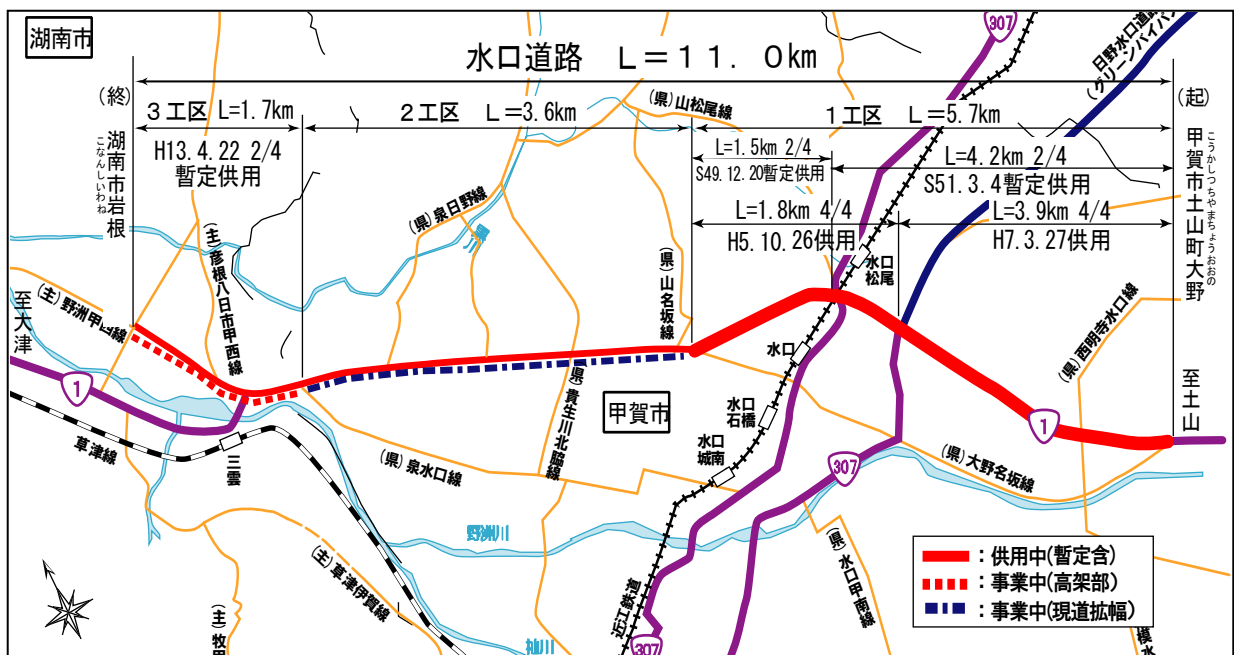 湖南市
水口道路 L＝11．0km
307
日野水口道路
(グリーンバイパス
(終)
3工区 L=1.7km
2工区 L=3.6km
(県)山松尾線
1工区 L=5.7km
(起)
湖南市岩根
こなんしいわね
H13.4.22 2/4
暫定供用
L=1.5km 2/4
S49.12.20暫定供用
L=4.2km 2/4
S51.3.4暫定供用
L=1.8km 4/4
H5.10.26供用
L=3.9km 4/4
H7.3.27供用
甲賀市土山町大野
こうかしつちやまちょうおおの
(主)彦根八日市甲西線
(県)泉日野線
(県)山名坂線
水口
松尾
至大津
(主)野洲甲西線
(県)西明寺水口線
至土山
1
草津線
三雲
(県)泉水口線
(県)貴生川北脇線
甲賀市
水口
水口
石橋
水口
城南
307
1
(県)大野名坂線
野洲川
(主)草津伊賀線
(主)牧甲
杣川
近江鉄道
307
(県)水口甲南線
：供用中(暫定含)
：事業中(高架部)
：事業中(現道拡幅)